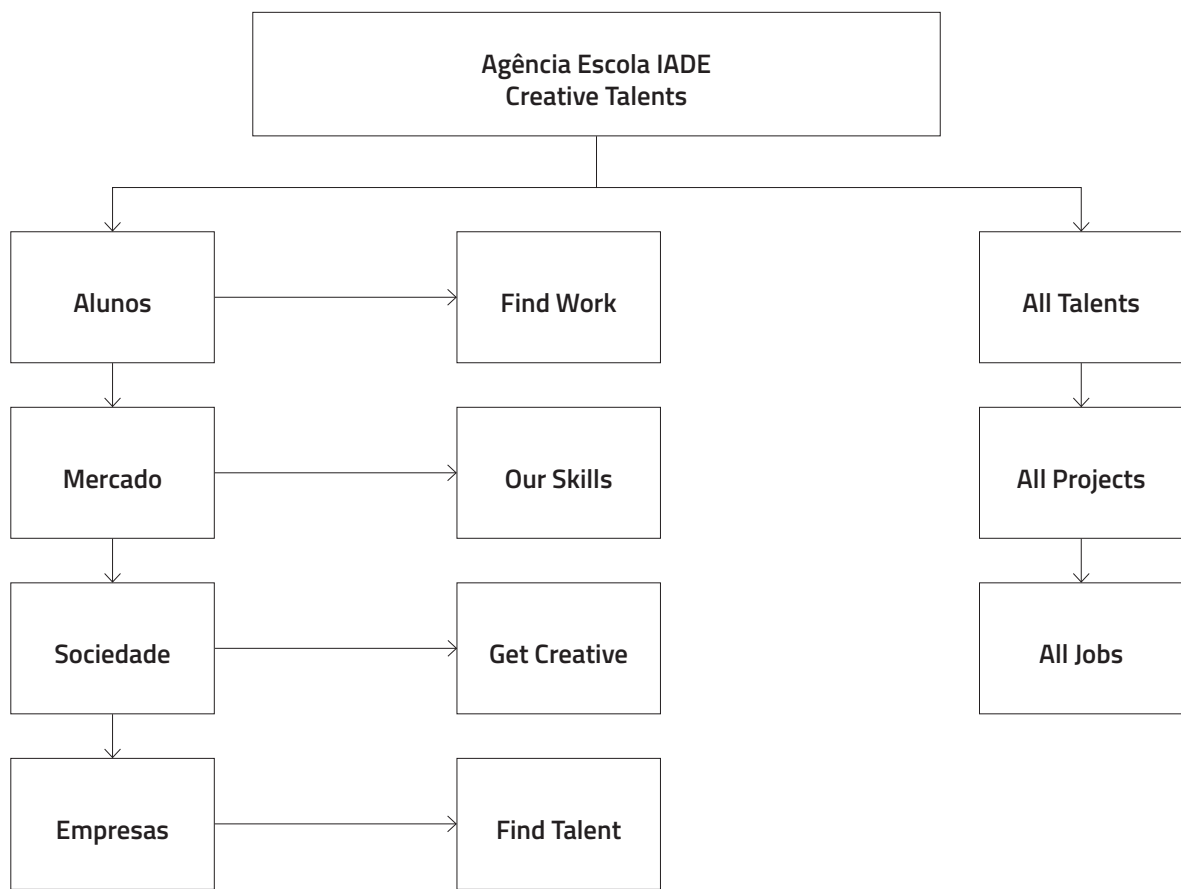 Agência Escola IADE
Creative Talents
Alunos
Find Work
All Talents
Mercado
Our Skills
All Projects
Sociedade
Get Creative
All Jobs
Empresas
Find Talent